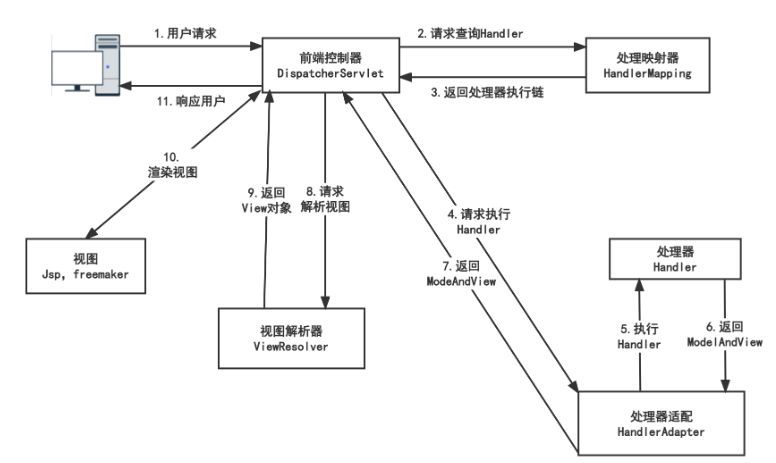 1.用户请求
前端控制器
DispatcherServlet
2.请求查询Handler
处理映射器
HandlerMapping
3.返回处理器执行链
11.响应用户
10.
渲染视图
9.返回
View对象
8.请求
解析视图
4.请求执行
Handler
7.返回
ModeAndView
视图
Jsp, freemaker
处理器
Handler
视图解析器
ViewResolver
5.执行
Handler
6.返回
ModelAndView
处理器适配
HandlerAdapter